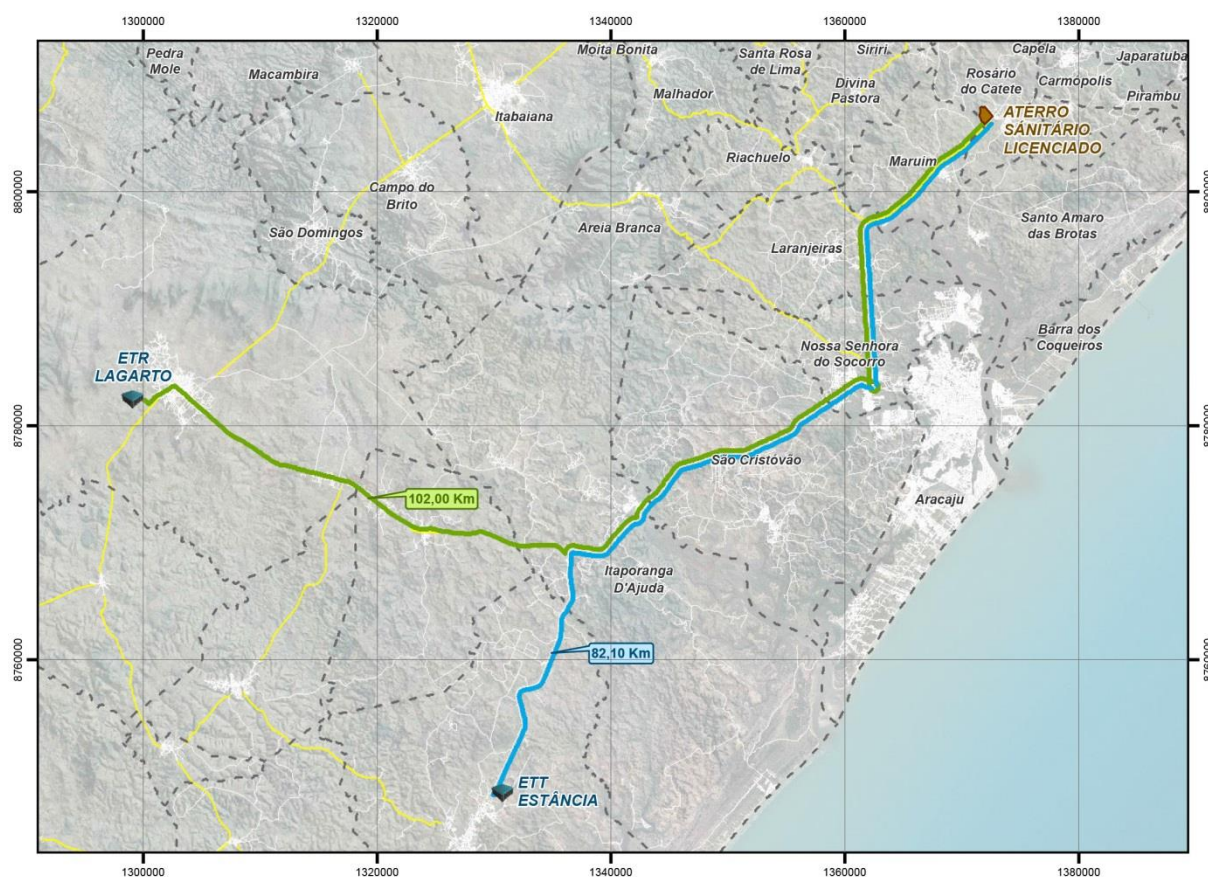 1300000
1320000
1340000
1360000
1380000
Pedra
Mole
Macambira
Moita Bonita
Santa Rosa
de Lima
Siriri
Capela
Japaratuba
Itabaiana
Malhador
Divina
Pastora
Rosário
do Catete
Carmópolis
Pirambu
ATERRO
SANITÁRIO
LICENCIADO
Riachuelo
Maruim
8800000
8800000
Campo do
Brito
São Domingos
Areia Branca
Laranjeiras
Santo Amaro
das Brotas
Nossa Senhora
do Socorro
Barra dos
Coqueiros
ETR
LAGARTO
8780000
8780000
São Cristóvão
102,00 Km
Aracaju
Itaporanga
D'Ajuda
82,10 Km
8760000
8760000
ETT
ESTÂNCIA
1300000
1320000
1340000
1360000
1380000